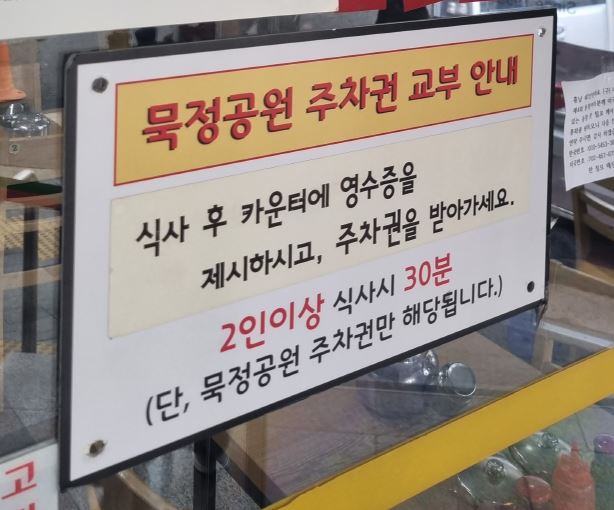 묵정공원 주차권 교부 안내
식사 후 카운터에 영수증을
제시하시고, 주차권을 받아가세요.
2인이상 식사시 30분
(단, 묵정공원 주차권만 해당됩니다.)
고